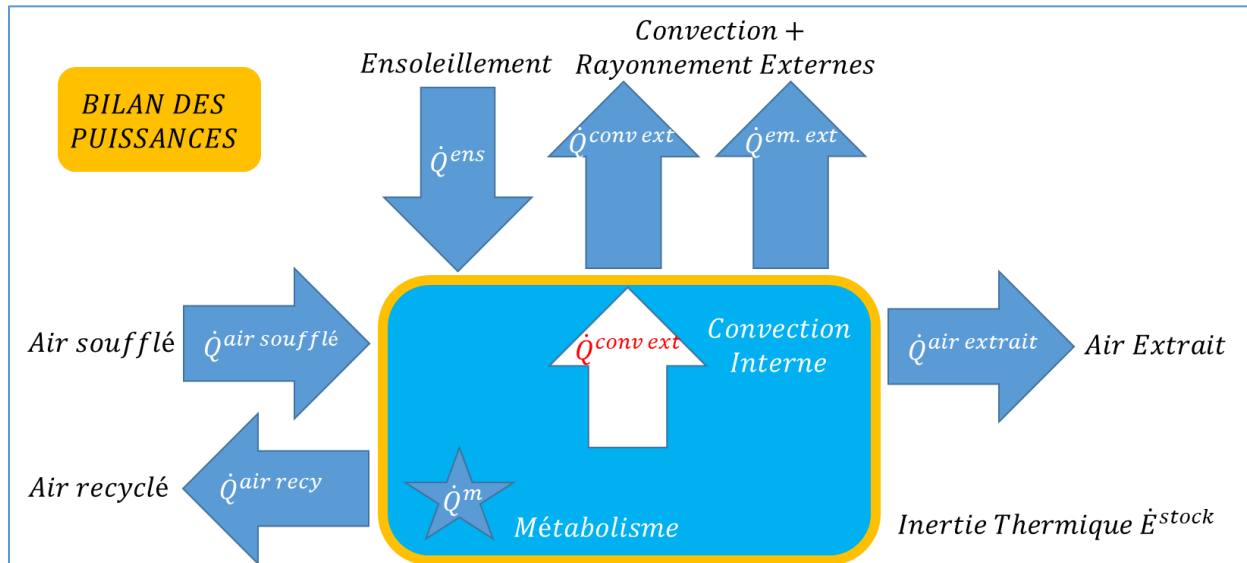 BILAN DES
PUISSANCES
Ensoleillement
Convection +
Rayonnement Externes
Q̇^ens
Q̇^conv ext
Q̇^em. ext
Air soufflé
Q̇^air soufflé
Q̇^conv ext
Convection
Interne
Q̇^air extrait
Air Extrait
Air recyclé
Q̇^air recy
Q̇^m
Métabolisme
Inertie Thermique Ė^stock